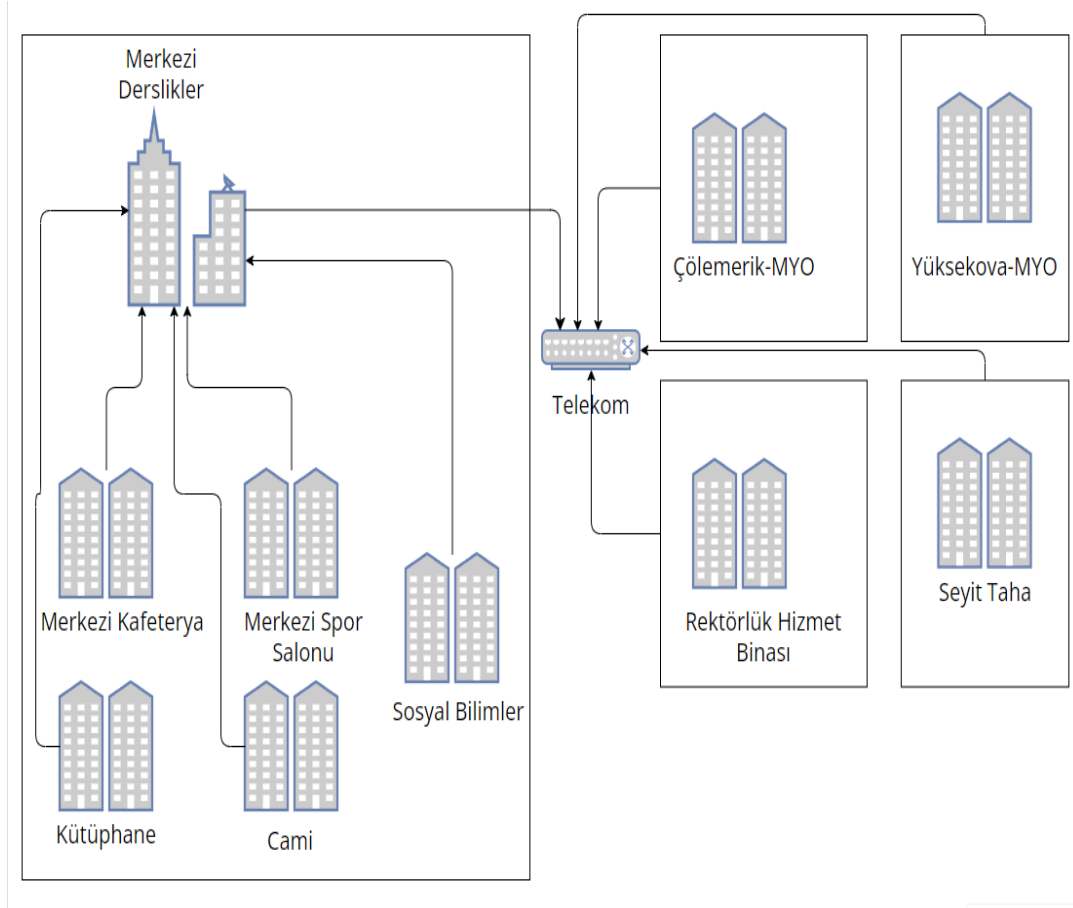 Merkezi
Derslikler
Çölemerik-MYO
Yüksekova-MYO
Telekom
Merkezi Kafeterya
Merkezi Spor
Salonu
Sosyal Bilimler
Kütüphane
Cami
Rektörlük Hizmet
Binası
Seyit Taha